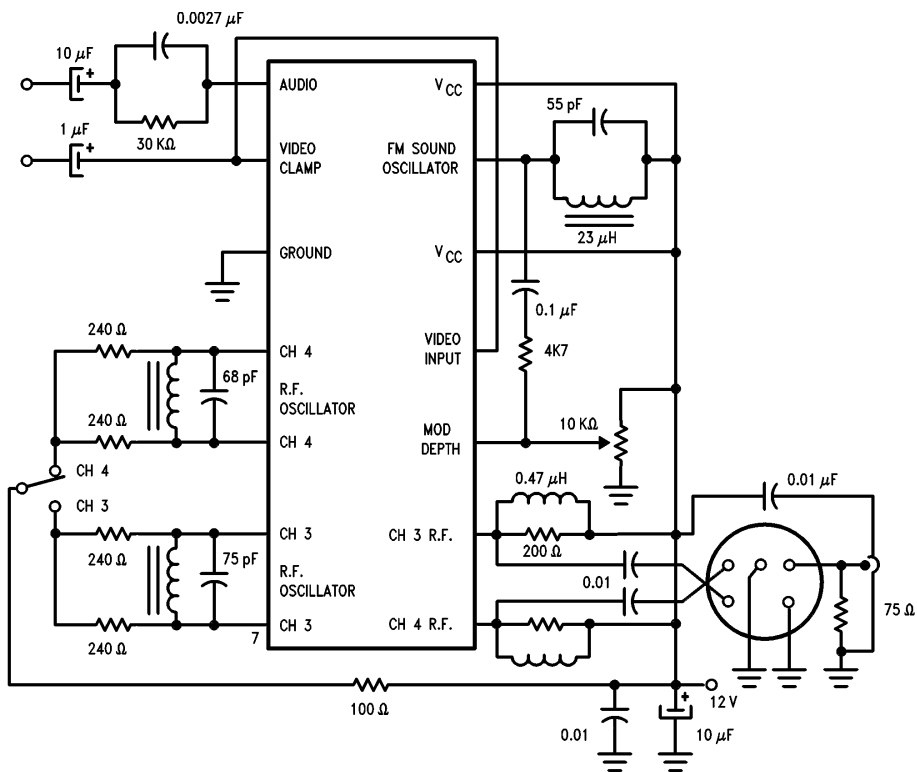 0.0027 μF
10 μF
30 KΩ
1 μF
AUDIO
VIDEO
CLAMP
GROUND
CH 4
R.F.
OSCILLATOR
CH 4
CH 3
R.F.
OSCILLATOR
CH 3
7
VCC
FM SOUND
OSCILLATOR
VCC
VIDEO
INPUT
MOD
DEPTH
CH 3 R.F.
CH 4 R.F.
240 Ω
68 pF
240 Ω
CH 4
CH 3
240 Ω
75 pF
240 Ω
100 Ω
55 pF
23 μH
0.1 μF
4K7
10 KΩ
0.47 μH
200 Ω
0.01
0.01 μF
75 Ω
12 V
0.01
10 μF